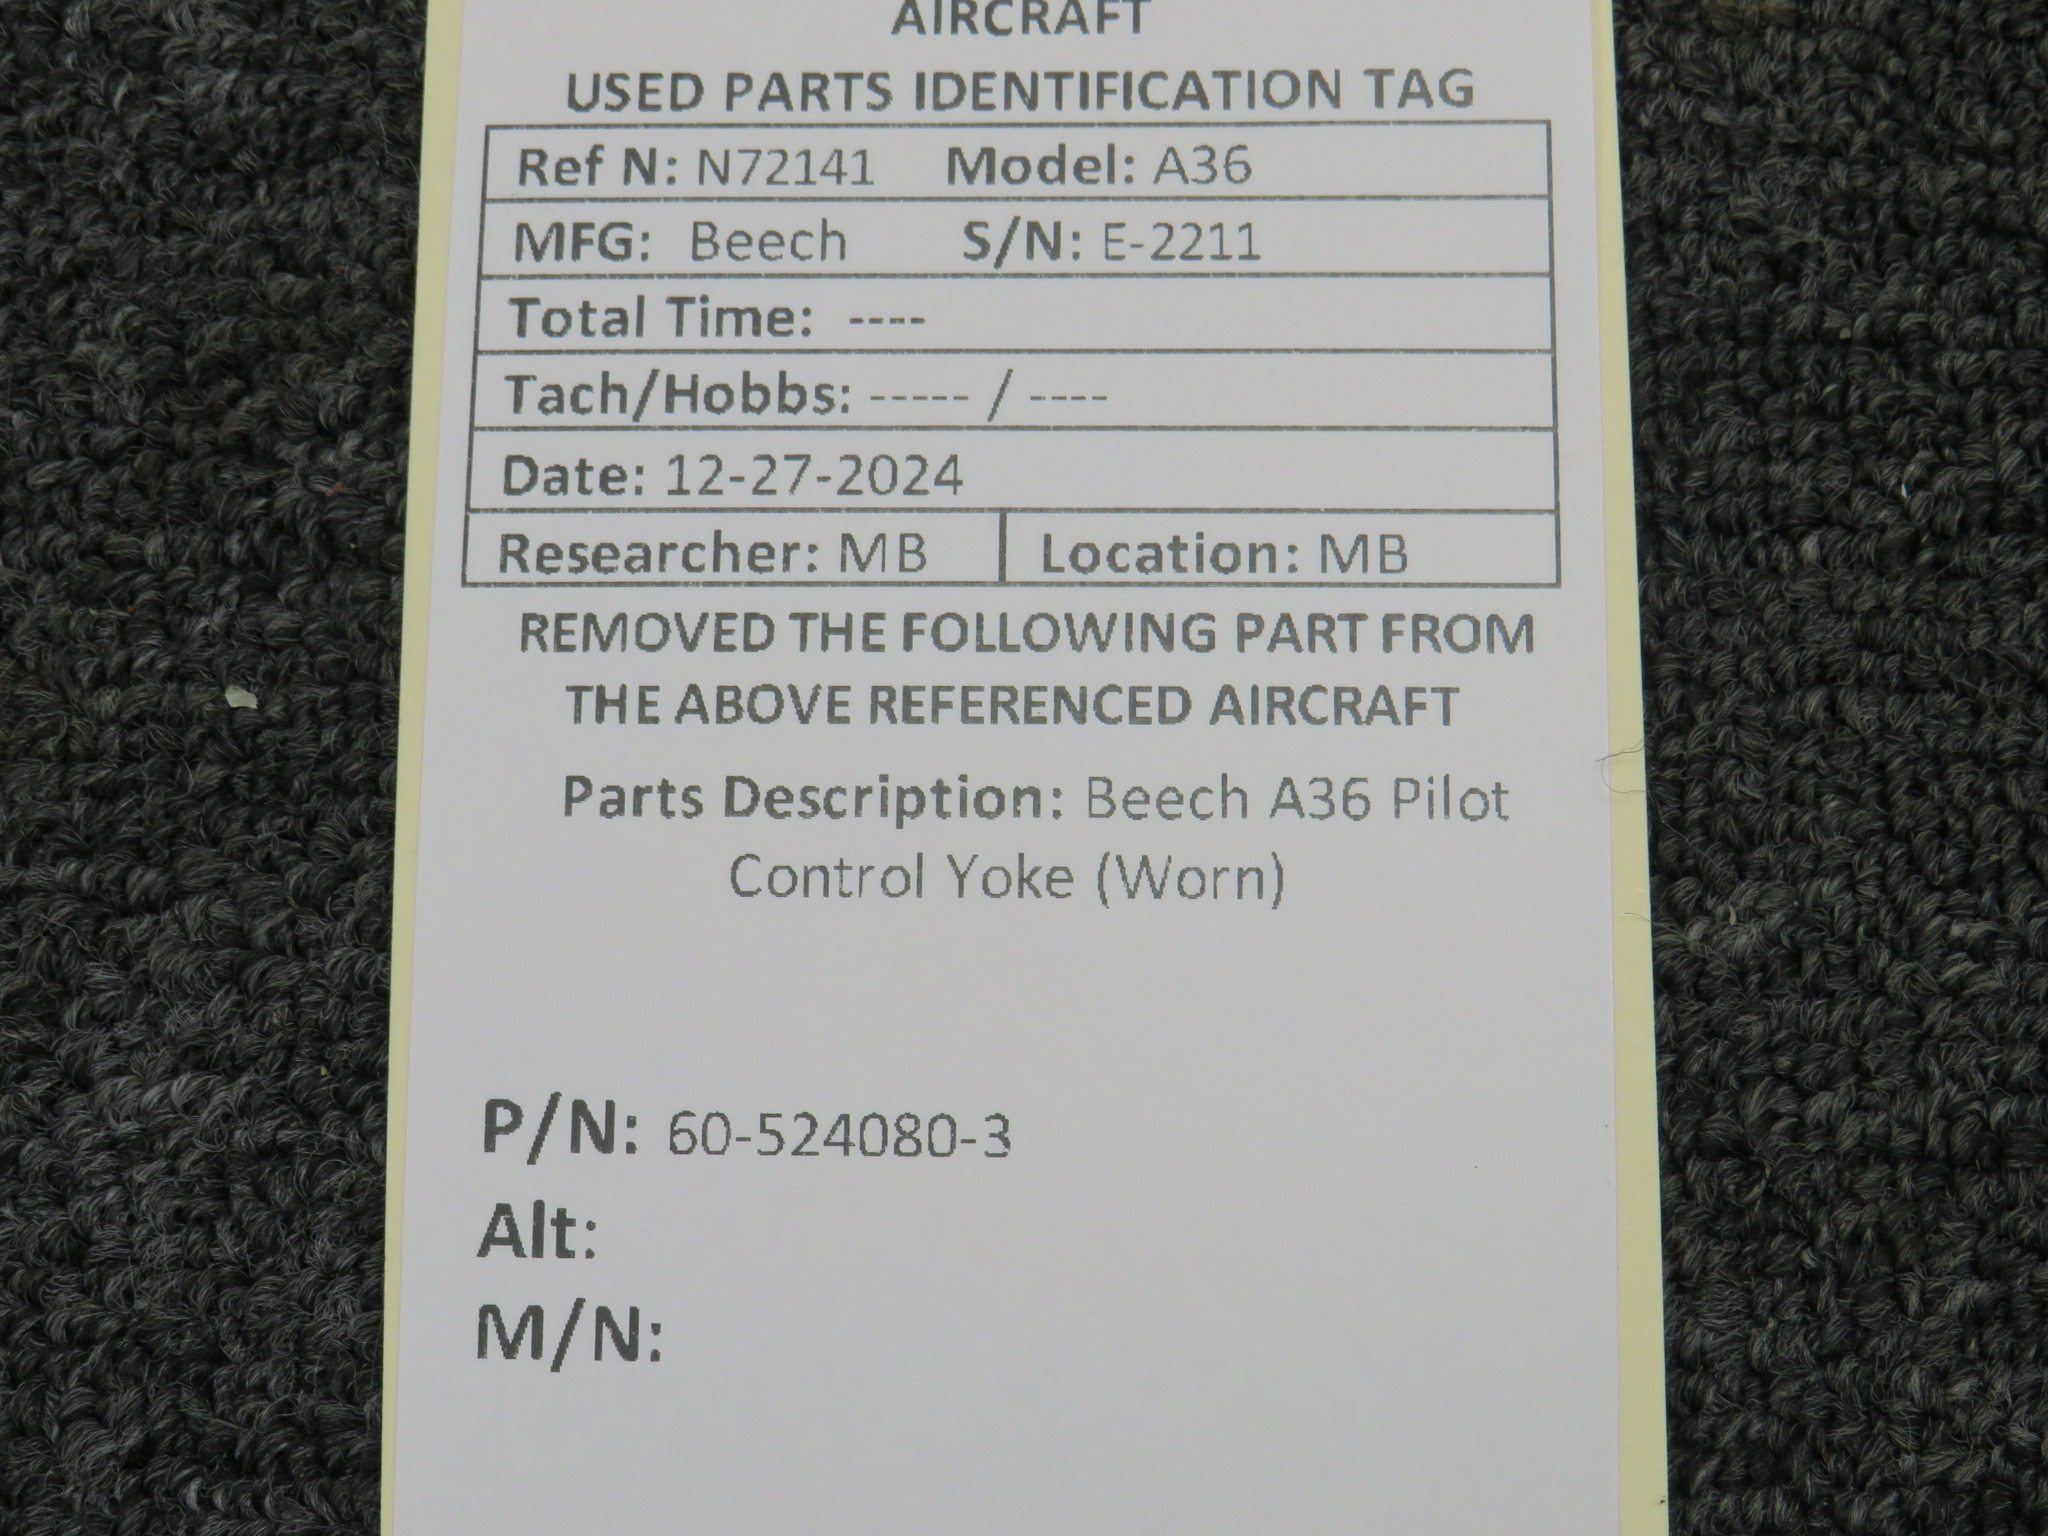 AIRCRAFT
USED PARTS IDENTIFICATION TAG
Ref N: N72141 Model: A36
MFG: Beech S/N: E-2211
Total Time: ----
Tach/Hobbs: ----- / ----
Date: 12-27-2024
Researcher: MB Location: MB
REMOVED THE FOLLOWING PART FROM
THE ABOVE REFERENCED AIRCRAFT
Parts Description: Beech A36 Pilot
Control Yoke (Worn)
P/N: 60-524080-3
Alt:
M/N: